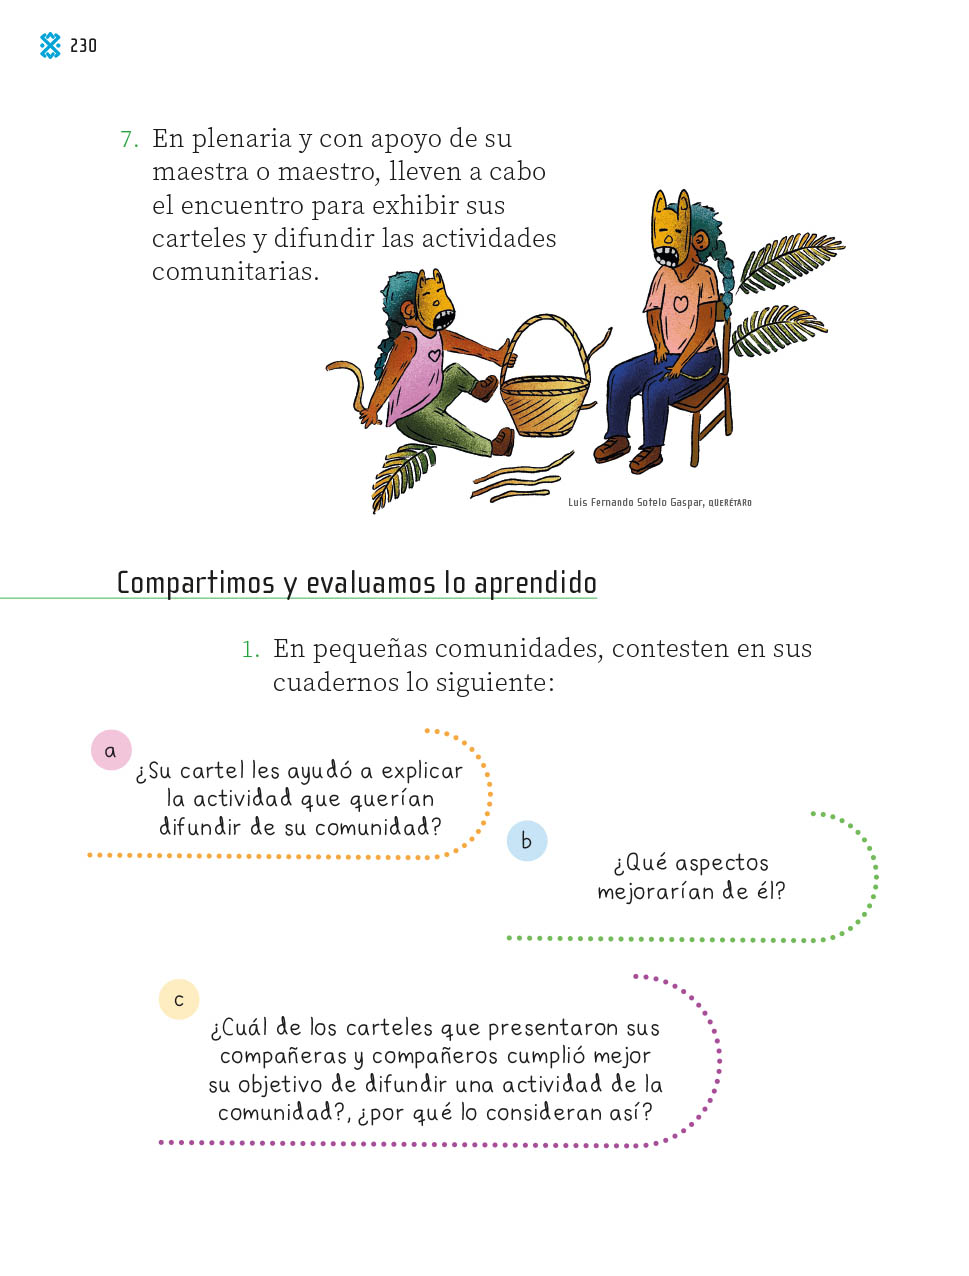 230
7. En plenaria y con apoyo de su
maestra o maestro, lleven a cabo
el encuentro para exhibir sus
carteles y difundir las actividades
comunitarias.
Luis Fernando Sotelo Gaspar, QUERÉTARO
Compartimos y evaluamos lo aprendido
1. En pequeñas comunidades, contesten en sus
cuadernos lo siguiente:
a
¿Su cartel les ayudó a explicar
la actividad que querían
difundir de su comunidad?
b
¿Qué aspectos
mejorarían de él?
c
¿Cuál de los carteles que presentaron sus
compañeras y compañeros cumplió mejor
su objetivo de difundir una actividad de la
comunidad?, ¿por qué lo consideran así?